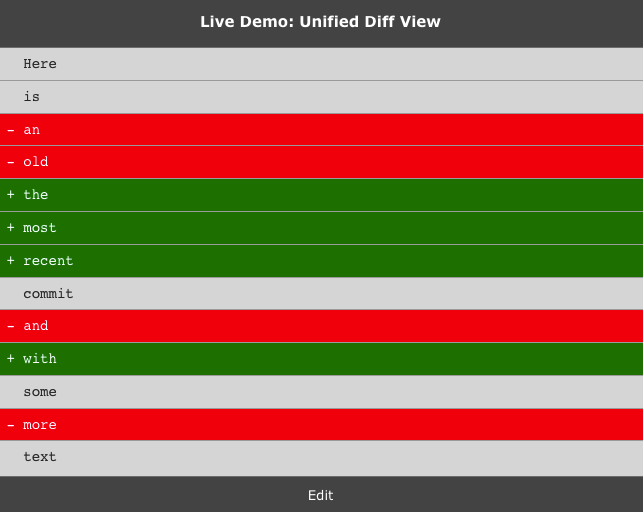 Live Demo: Unified Diff View
Here
is
- an
- old
+ the
+ most
+ recent
commit
- and
+ with
some
- more
text
Edit